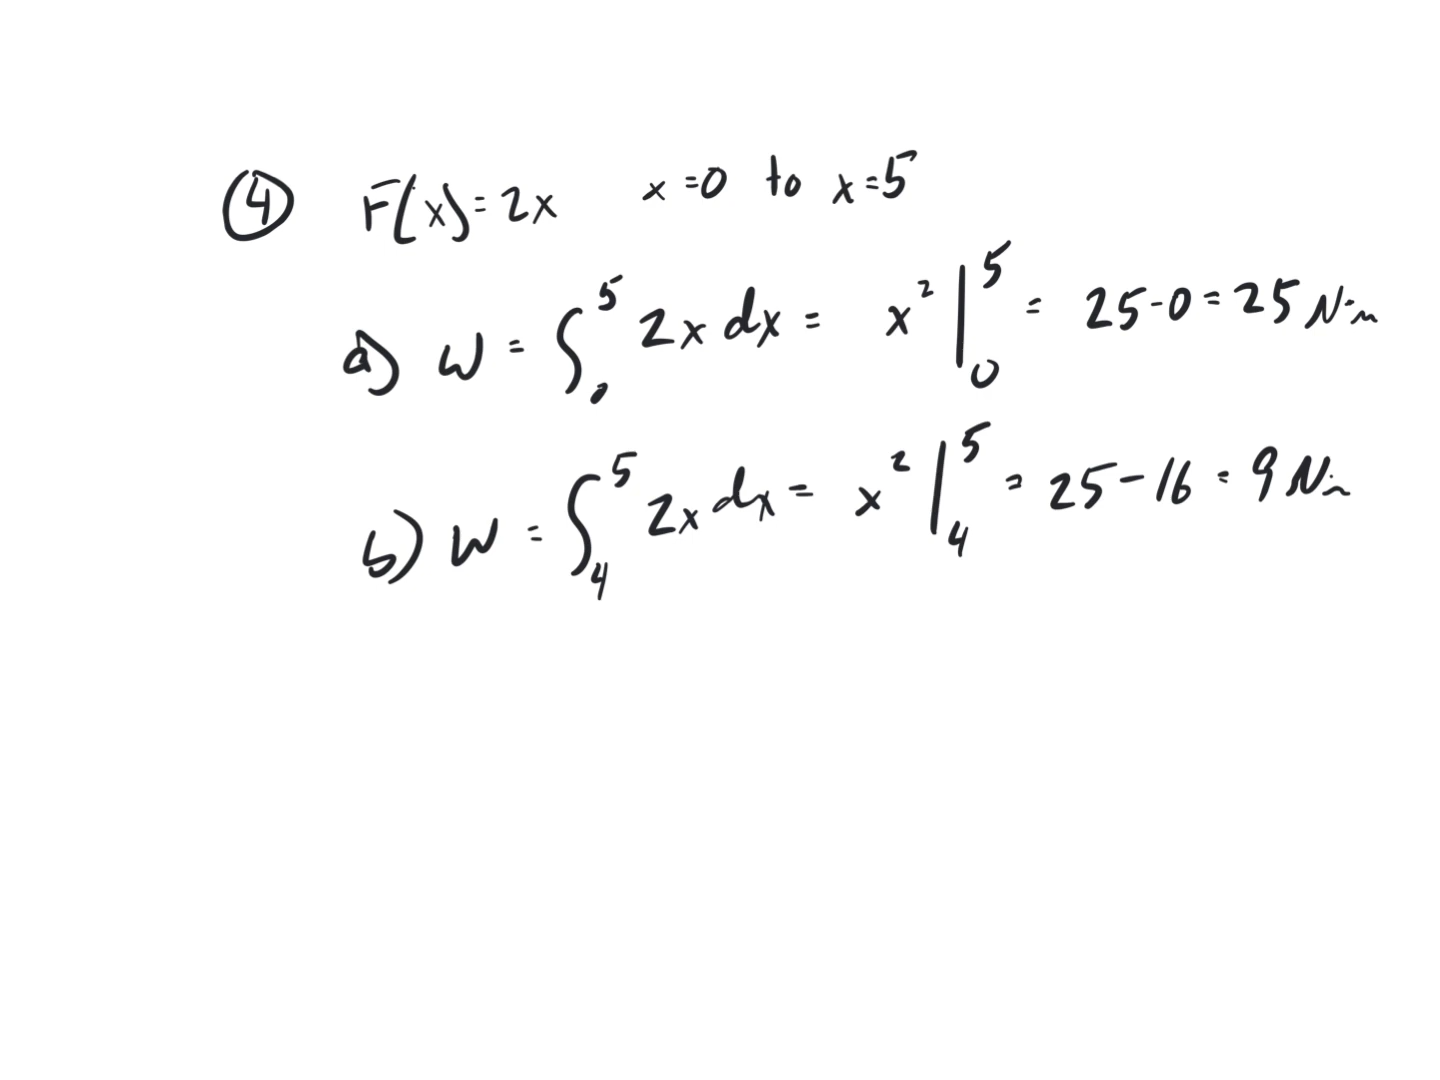 ④ F(x) = 2x x = 0 to x = 5
a) W = ∫₀⁵ 2x dx = x² |₀⁵ = 25 - 0 = 25 N·m
b) W = ∫₄⁵ 2x dx = x² |₄⁵ = 25 - 16 = 9 N·m